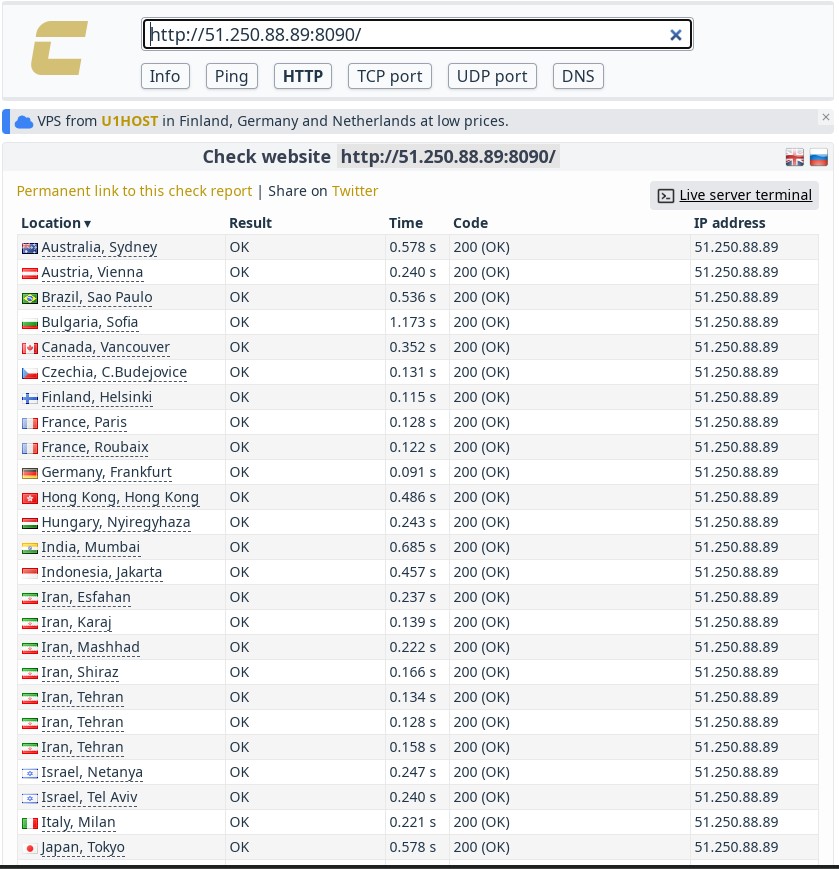 http://51.250.88.89:8090/
Info Ping HTTP TCP port UDP port DNS
VPS from U1HOST in Finland, Germany and Netherlands at low prices.
Check website http://51.250.88.89:8090/
Permanent link to this check report | Share on Twitter
Live server terminal
Location ▾ Result Time Code IP address
Australia, Sydney OK 0.578 s 200 (OK) 51.250.88.89
Austria, Vienna OK 0.240 s 200 (OK) 51.250.88.89
Brazil, Sao Paulo OK 0.536 s 200 (OK) 51.250.88.89
Bulgaria, Sofia OK 1.173 s 200 (OK) 51.250.88.89
Canada, Vancouver OK 0.352 s 200 (OK) 51.250.88.89
Czechia, C.Budejovice OK 0.131 s 200 (OK) 51.250.88.89
Finland, Helsinki OK 0.115 s 200 (OK) 51.250.88.89
France, Paris OK 0.128 s 200 (OK) 51.250.88.89
France, Roubaix OK 0.122 s 200 (OK) 51.250.88.89
Germany, Frankfurt OK 0.091 s 200 (OK) 51.250.88.89
Hong Kong, Hong Kong OK 0.486 s 200 (OK) 51.250.88.89
Hungary, Nyiregyhaza OK 0.243 s 200 (OK) 51.250.88.89
India, Mumbai OK 0.685 s 200 (OK) 51.250.88.89
Indonesia, Jakarta OK 0.457 s 200 (OK) 51.250.88.89
Iran, Esfahan OK 0.237 s 200 (OK) 51.250.88.89
Iran, Karaj OK 0.139 s 200 (OK) 51.250.88.89
Iran, Mashhad OK 0.222 s 200 (OK) 51.250.88.89
Iran, Shiraz OK 0.166 s 200 (OK) 51.250.88.89
Iran, Tehran OK 0.134 s 200 (OK) 51.250.88.89
Iran, Tehran OK 0.128 s 200 (OK) 51.250.88.89
Iran, Tehran OK 0.158 s 200 (OK) 51.250.88.89
Israel, Netanya OK 0.247 s 200 (OK) 51.250.88.89
Israel, Tel Aviv OK 0.240 s 200 (OK) 51.250.88.89
Italy, Milan OK 0.221 s 200 (OK) 51.250.88.89
Japan, Tokyo OK 0.578 s 200 (OK) 51.250.88.89